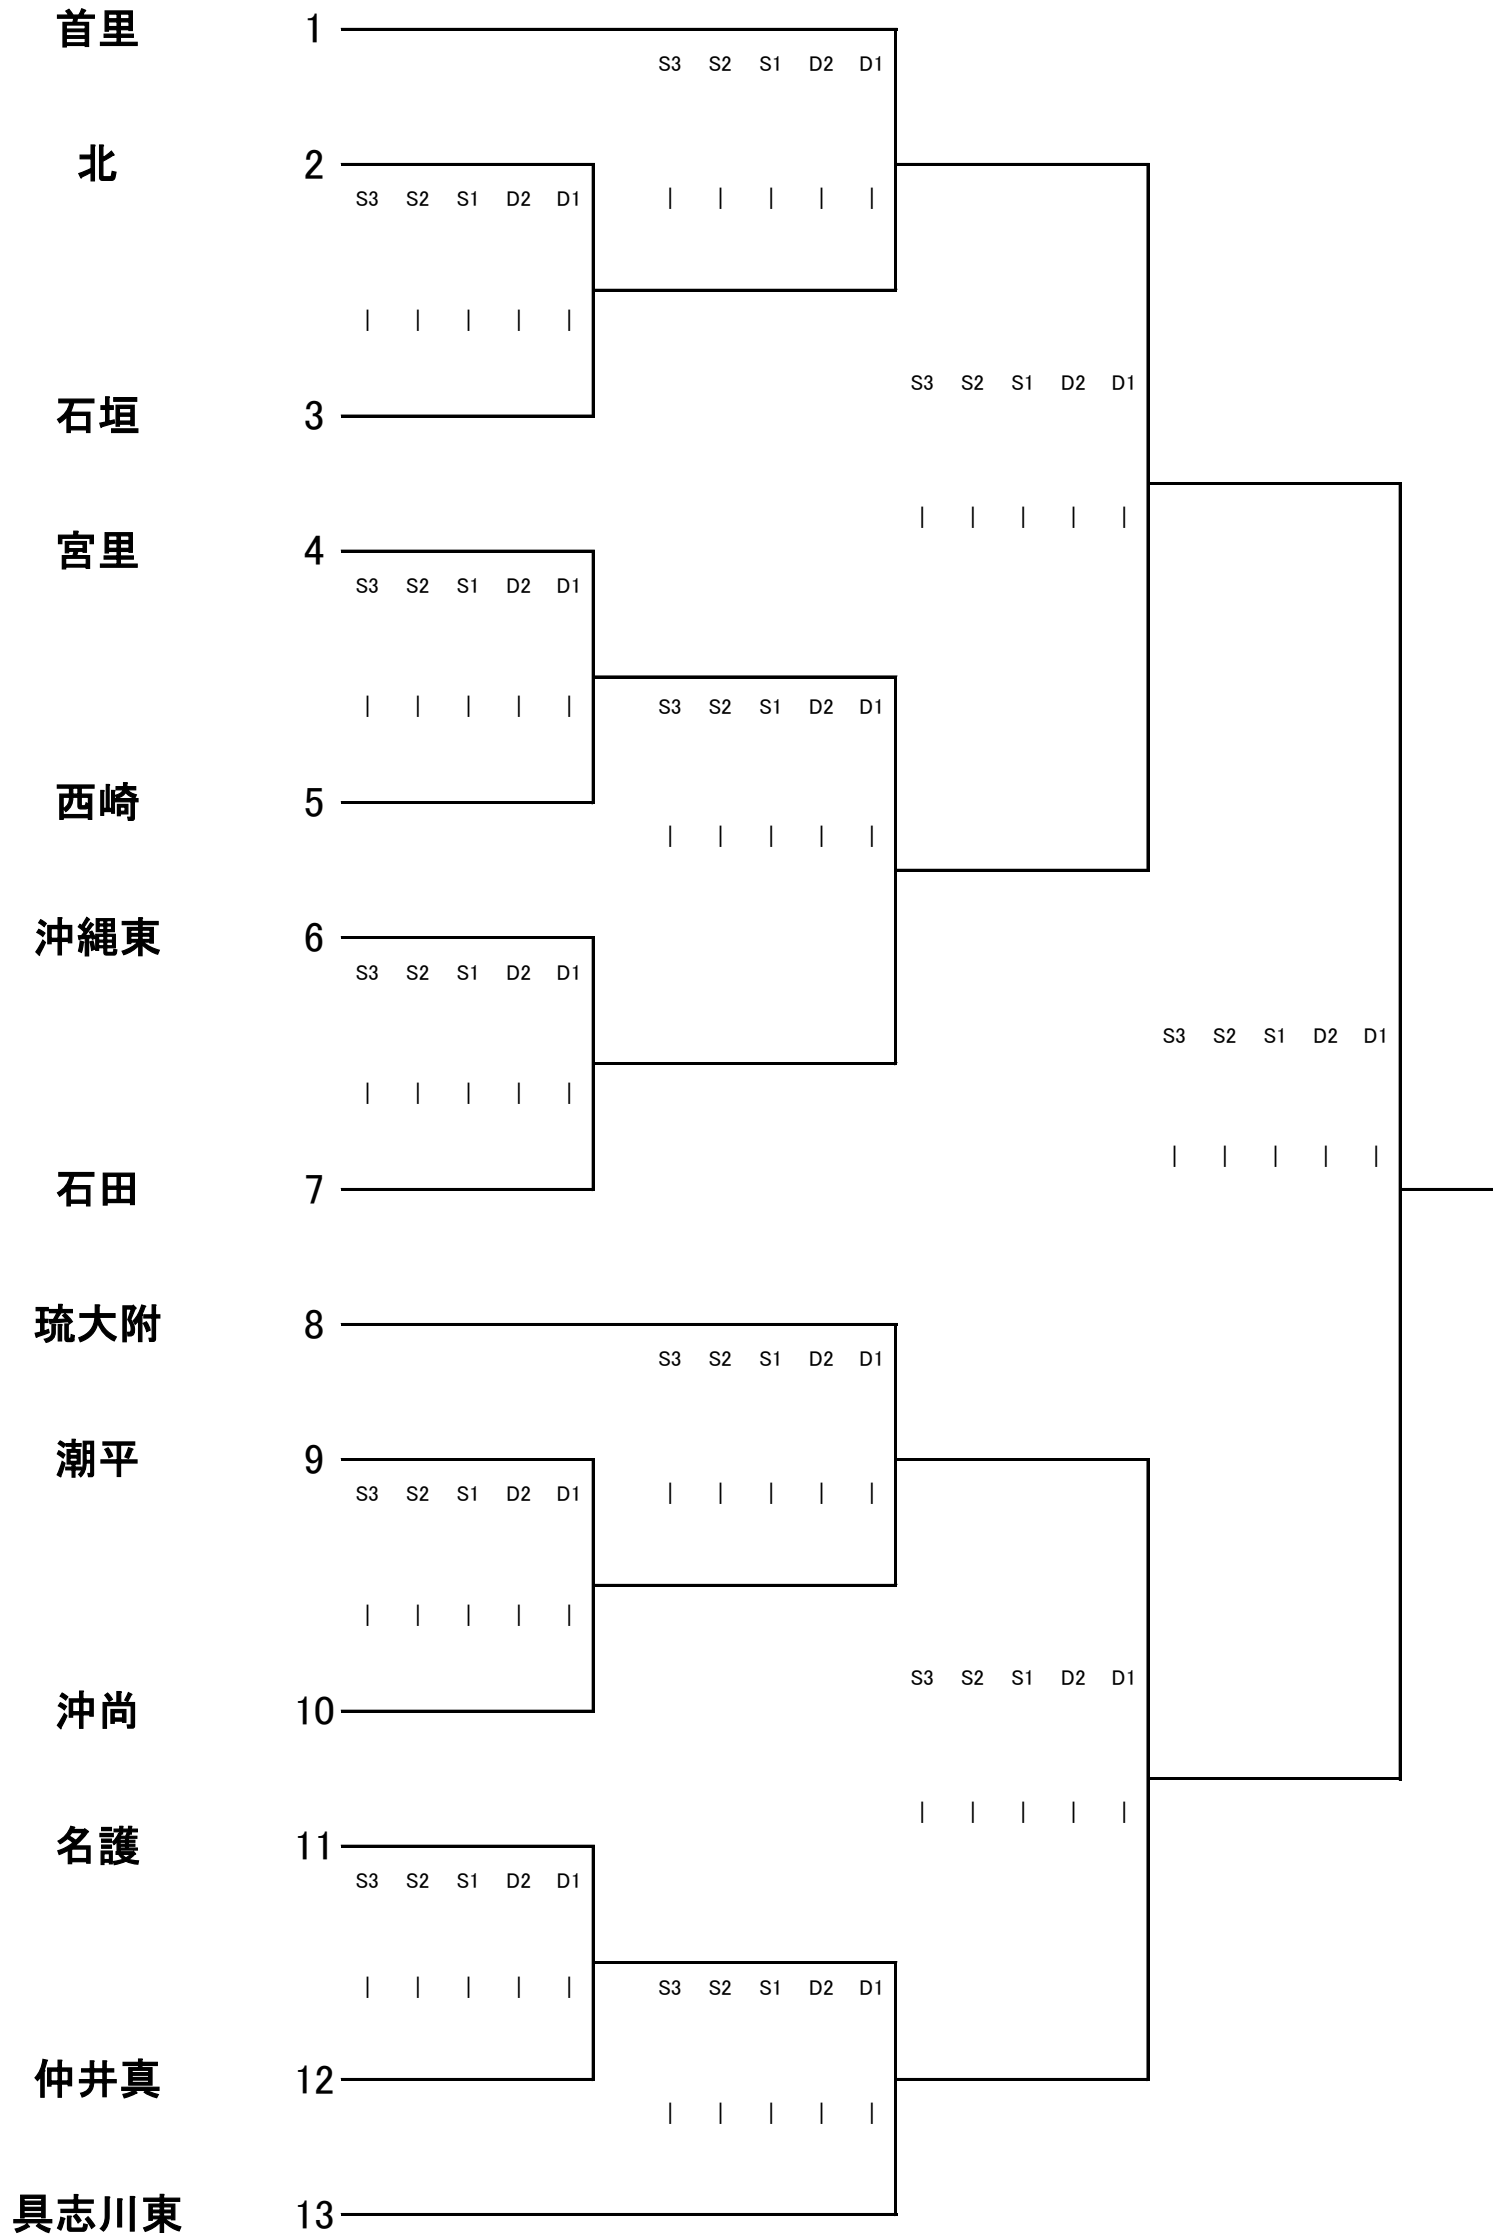 首里 1
S3 S2 S1 D2 D1
北 2
S3 S2 S1 D2 D1
| | | | |
| | | | |
S3 S2 S1 D2 D1
石垣 3
| | | | |
宮里 4
S3 S2 S1 D2 D1
| | | | |
S3 S2 S1 D2 D1
西崎 5
| | | | |
沖縄東 6
S3 S2 S1 D2 D1
S3 S2 S1 D2 D1
| | | | |
| | | | |
石田 7
琉大附 8
S3 S2 S1 D2 D1
潮平 9
S3 S2 S1 D2 D1
| | | | |
| | | | |
S3 S2 S1 D2 D1
沖尚 10
| | | | |
名護 11
S3 S2 S1 D2 D1
| | | | |
S3 S2 S1 D2 D1
仲井真 12
| | | | |
具志川東 13